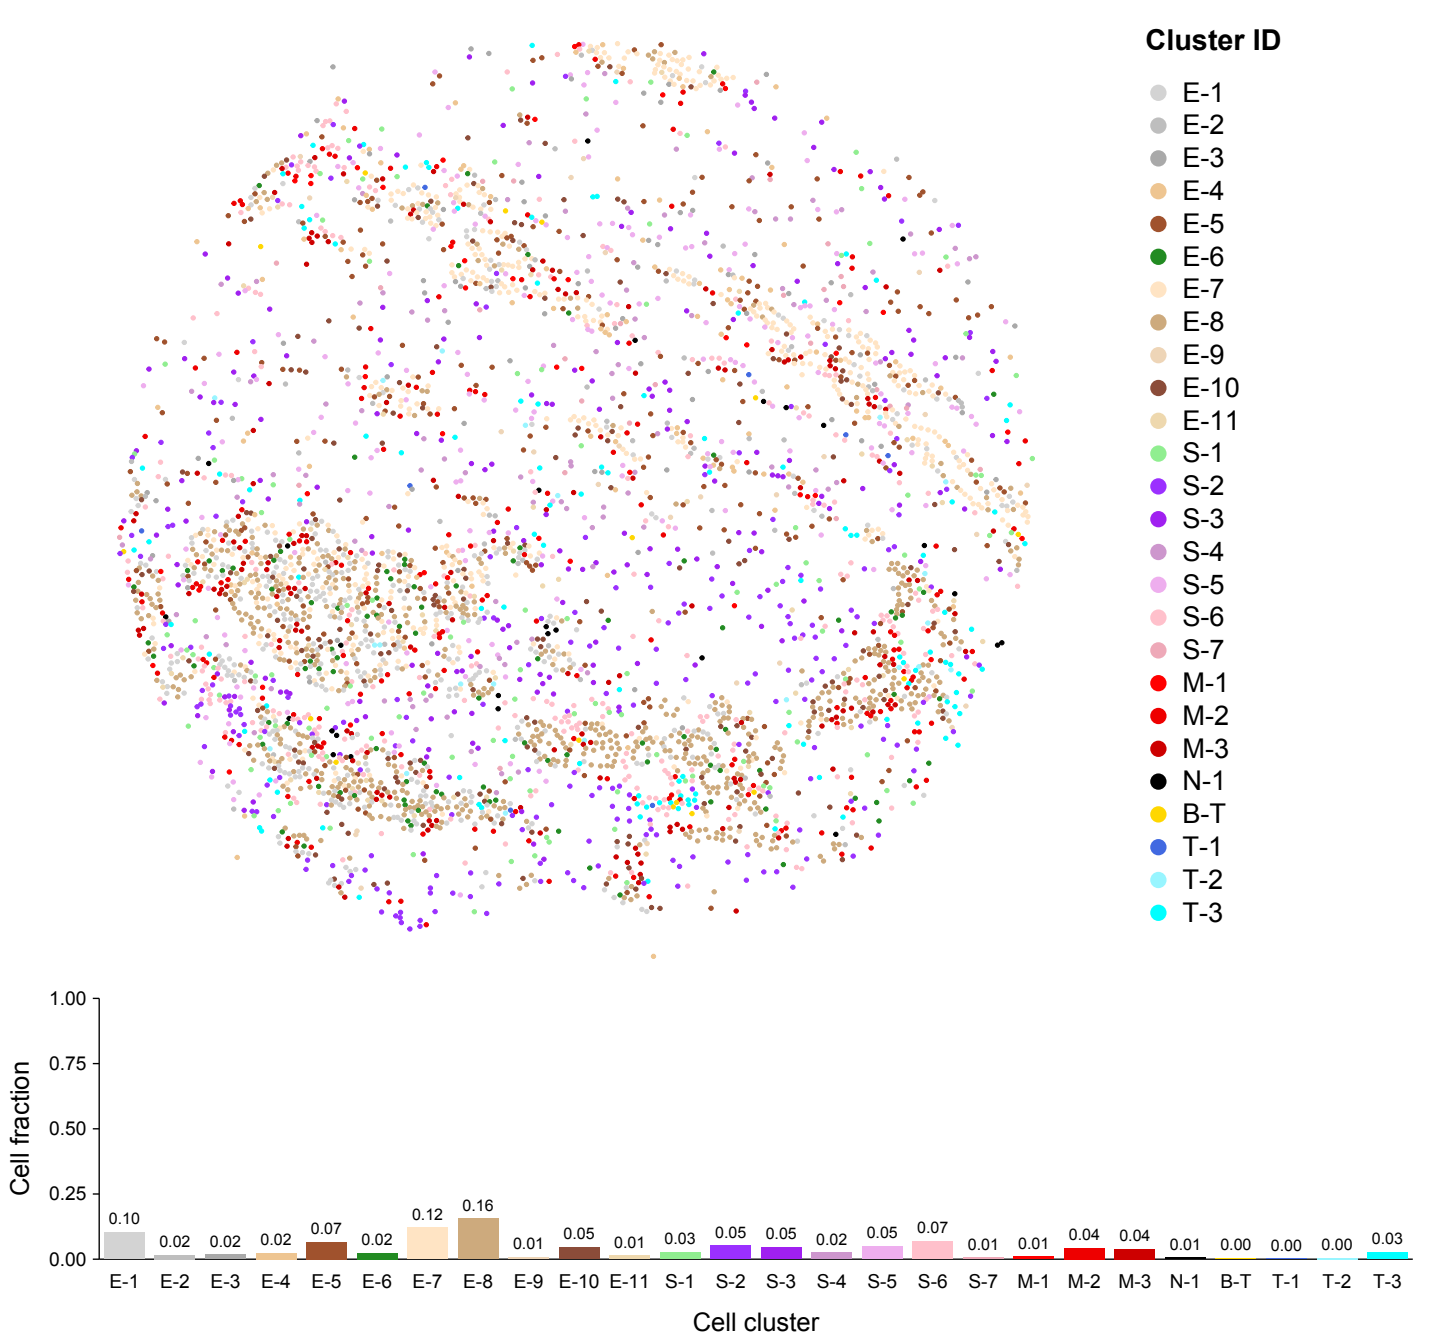 Cluster ID
E-1
E-2
E-3
E-4
E-5
E-6
E-7
E-8
E-9
E-10
E-11
S-1
S-2
S-3
S-4
S-5
S-6
S-7
M-1
M-2
M-3
N-1
B-T
T-1
T-2
T-3
1.00
0.75
0.50
0.25
0.00
Cell fraction
0.10 0.02 0.02 0.02 0.07 0.02 0.12 0.16 0.01 0.05 0.01 0.03 0.05 0.05 0.02 0.05 0.07 0.01 0.01 0.04 0.04 0.01 0.00 0.00 0.00 0.03
E-1 E-2 E-3 E-4 E-5 E-6 E-7 E-8 E-9 E-10 E-11 S-1 S-2 S-3 S-4 S-5 S-6 S-7 M-1 M-2 M-3 N-1 B-T T-1 T-2 T-3
Cell cluster